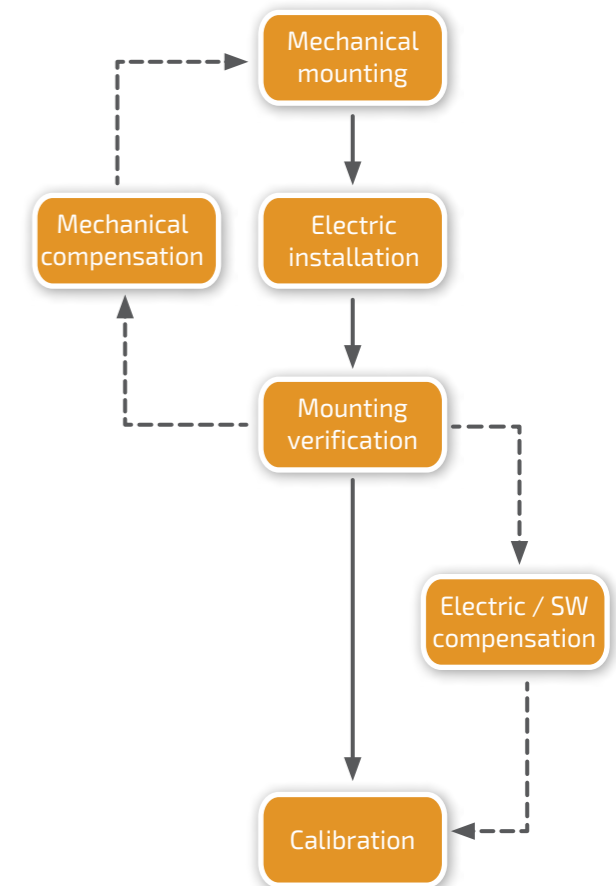 Mechanical
mounting
Mechanical
compensation
Electric
installation
Mounting
verification
Electric / SW
compensation
Calibration